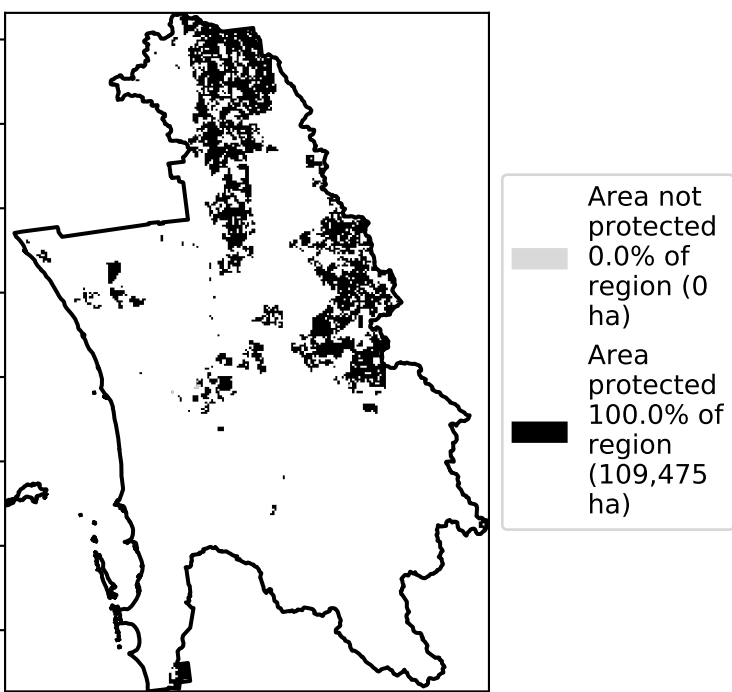 Area not
protected
0.0% of
region (0
ha)
Area
protected
100.0% of
region
(109,475
ha)